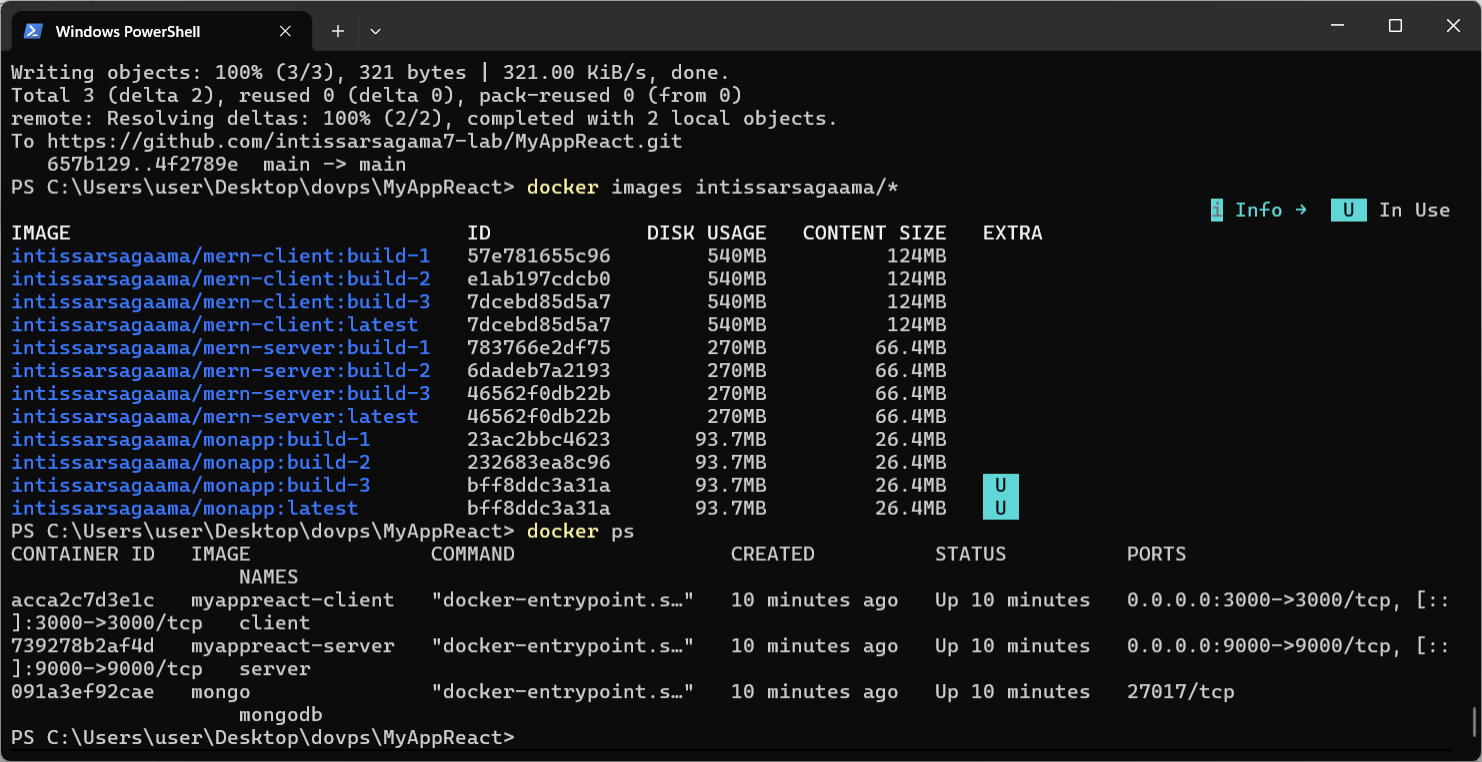 Windows PowerShell
Writing objects: 100% (3/3), 321 bytes | 321.00 KiB/s, done.
Total 3 (delta 2), reused 0 (delta 0), pack-reused 0 (from 0)
remote: Resolving deltas: 100% (2/2), completed with 2 local objects.
To https://github.com/intissarsagama7-lab/MyAppReact.git
   657b129..4f2789e  main -> main
PS C:\Users\user\Desktop\dovps\MyAppReact> docker images intissarsagaama/*
i Info →   U  In Use
IMAGE                                 ID             DISK USAGE   CONTENT SIZE   EXTRA
intissarsagaama/mern-client:build-1   57e781655c96        540MB          124MB
intissarsagaama/mern-client:build-2   e1ab197cdcb0        540MB          124MB
intissarsagaama/mern-client:build-3   7dcebd85d5a7        540MB          124MB
intissarsagaama/mern-client:latest    7dcebd85d5a7        540MB          124MB
intissarsagaama/mern-server:build-1   783766e2df75        270MB         66.4MB
intissarsagaama/mern-server:build-2   6dadeb7a2193        270MB         66.4MB
intissarsagaama/mern-server:build-3   46562f0db22b        270MB         66.4MB
intissarsagaama/mern-server:latest    46562f0db22b        270MB         66.4MB
intissarsagaama/monapp:build-1        23ac2bbc4623       93.7MB         26.4MB
intissarsagaama/monapp:build-2        232683ea8c96       93.7MB         26.4MB
intissarsagaama/monapp:build-3        bff8ddc3a31a       93.7MB         26.4MB    U
intissarsagaama/monapp:latest         bff8ddc3a31a       93.7MB         26.4MB    U
PS C:\Users\user\Desktop\dovps\MyAppReact> docker ps
CONTAINER ID   IMAGE               COMMAND                  CREATED          STATUS          PORTS
                   NAMES
acca2c7d3e1c   myappreact-client   "docker-entrypoint.s…"   10 minutes ago   Up 10 minutes   0.0.0.0:3000->3000/tcp, [::
]:3000->3000/tcp   client
739278b2af4d   myappreact-server   "docker-entrypoint.s…"   10 minutes ago   Up 10 minutes   0.0.0.0:9000->9000/tcp, [::
]:9000->9000/tcp   server
091a3ef92cae   mongo               "docker-entrypoint.s…"   10 minutes ago   Up 10 minutes   27017/tcp
                   mongodb
PS C:\Users\user\Desktop\dovps\MyAppReact>